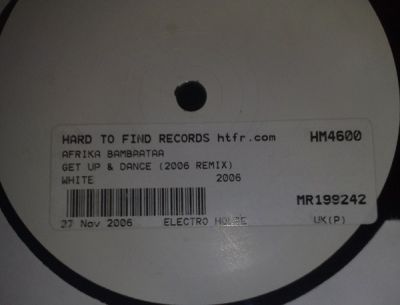 HARD TO FIND RECORDS htfr.com HM4600
AFRIKA BAMBAATAA
GET UP & DANCE (2006 REMIX)
WHITE 2006
MR199242
27 Nov 2006 ELECTRO HOUSE UK(P)